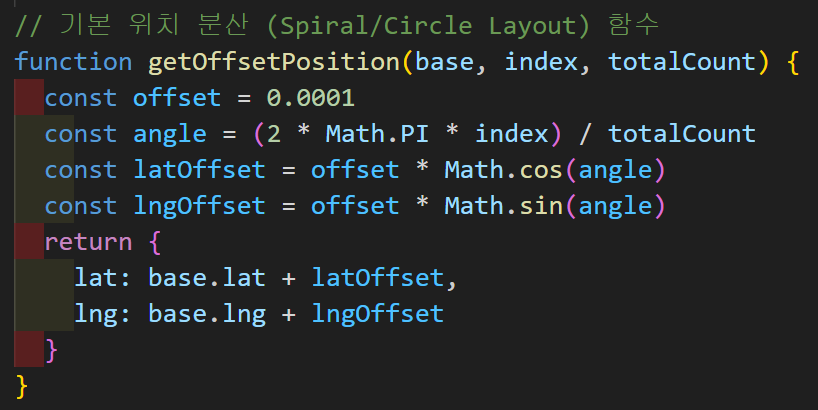 // 기본 위치 분산 (Spiral/Circle Layout) 함수
function getOffsetPosition(base, index, totalCount) {
  const offset = 0.0001
  const angle = (2 * Math.PI * index) / totalCount
  const latOffset = offset * Math.cos(angle)
  const lngOffset = offset * Math.sin(angle)
  return {
    lat: base.lat + latOffset,
    lng: base.lng + lngOffset
  }
}